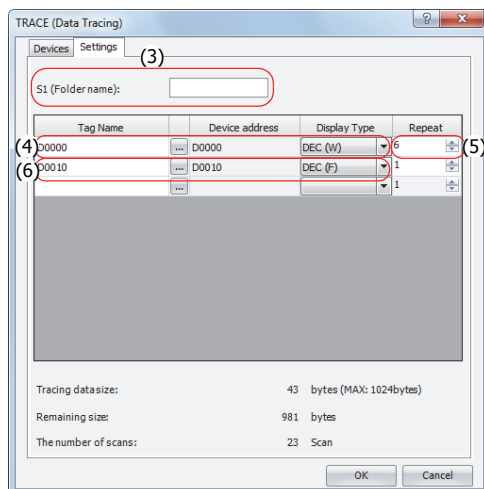 TRACE (Data Tracing)
?
X
Devices Settings
(3)
S1 (Folder name):
Tag Name Device address Display Type Repeat
(4) D0000 ... D0000 DEC (W) 6 (5)
(6) D0010 ... D0010 DEC (F) 1
... 1
Tracing data size: 43 bytes (MAX: 1024bytes)
Remaining size: 981 bytes
The number of scans: 23 Scan
OK Cancel